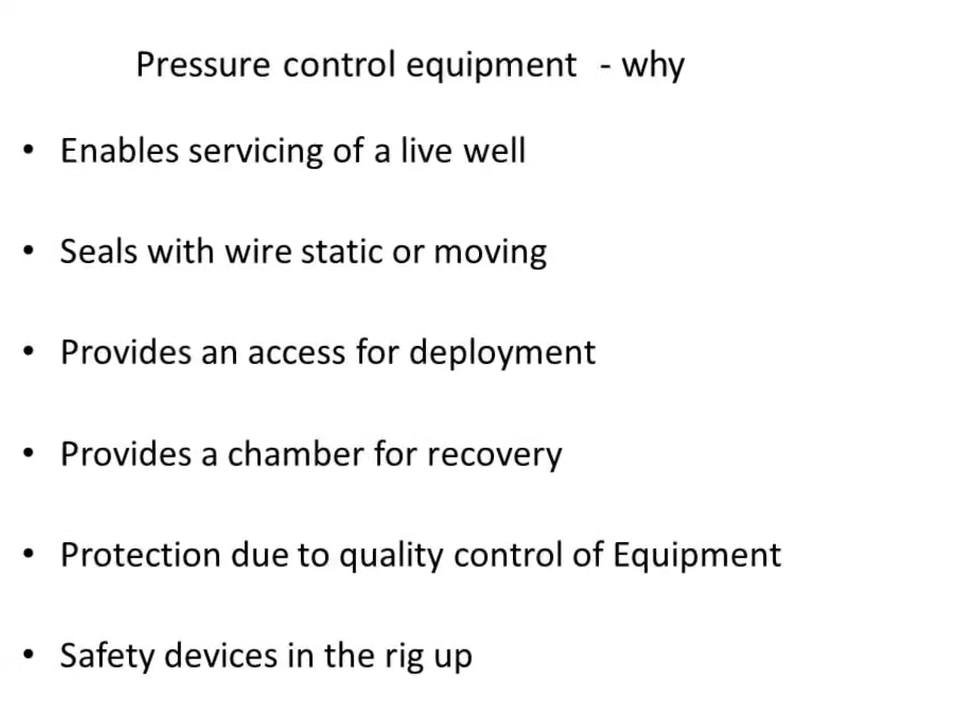 Pressure control equipment - why
• Enables servicing of a live well
• Seals with wire static or moving
• Provides an access for deployment
• Provides a chamber for recovery
• Protection due to quality control of Equipment
• Safety devices in the rig up